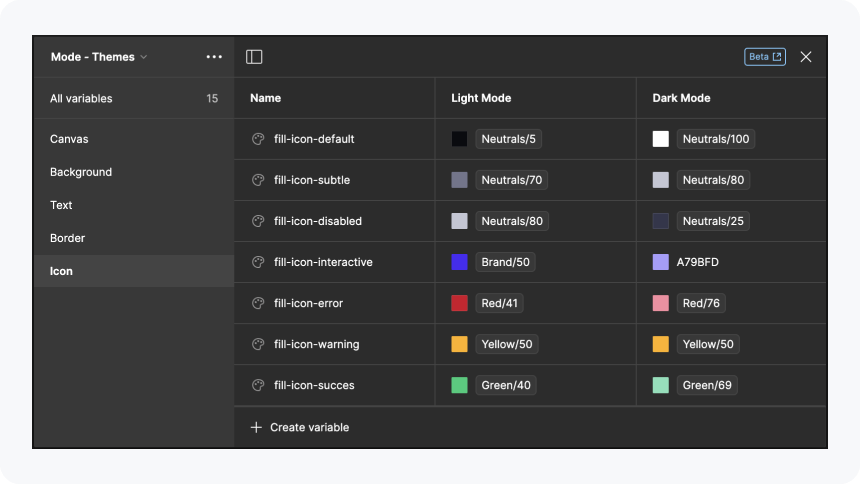 Mode - Themes
Beta
All variables 15
Name Light Mode Dark Mode
Canvas
Background
Text
Border
Icon
fill-icon-default Neutrals/5 Neutrals/100
fill-icon-subtle Neutrals/70 Neutrals/80
fill-icon-disabled Neutrals/80 Neutrals/25
fill-icon-interactive Brand/50 A79BFD
fill-icon-error Red/41 Red/76
fill-icon-warning Yellow/50 Yellow/50
fill-icon-succes Green/40 Green/69
Create variable